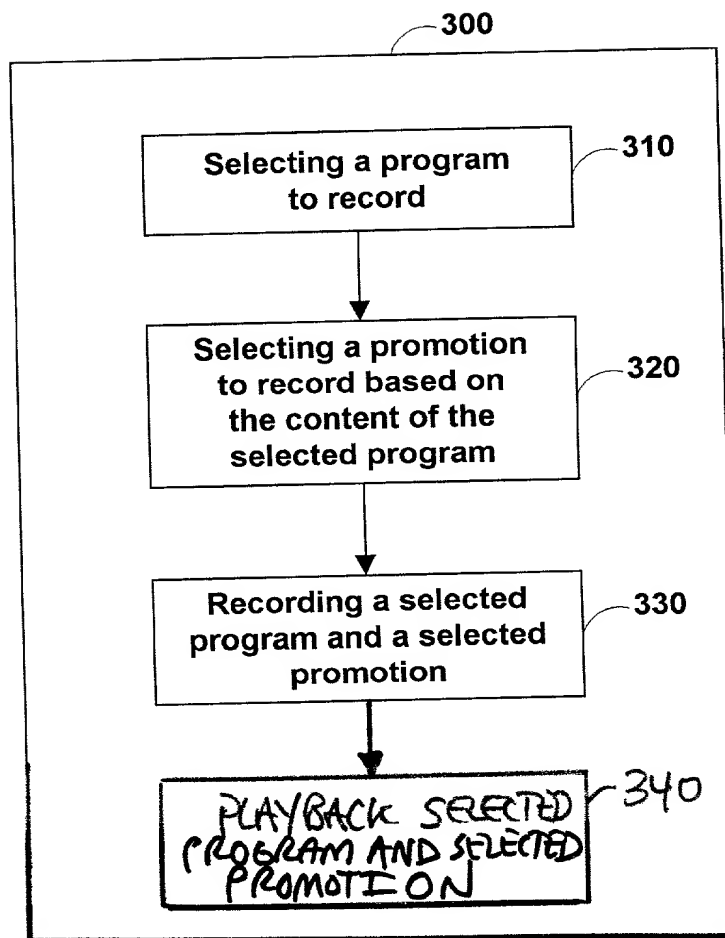 300
Selecting a program
to record
310
Selecting a promotion
to record based on
the content of the
selected program
320
Recording a selected
program and a selected
promotion
330
PLAYBACK SELECTED
PROGRAM AND SELECTED
PROMOTION
340